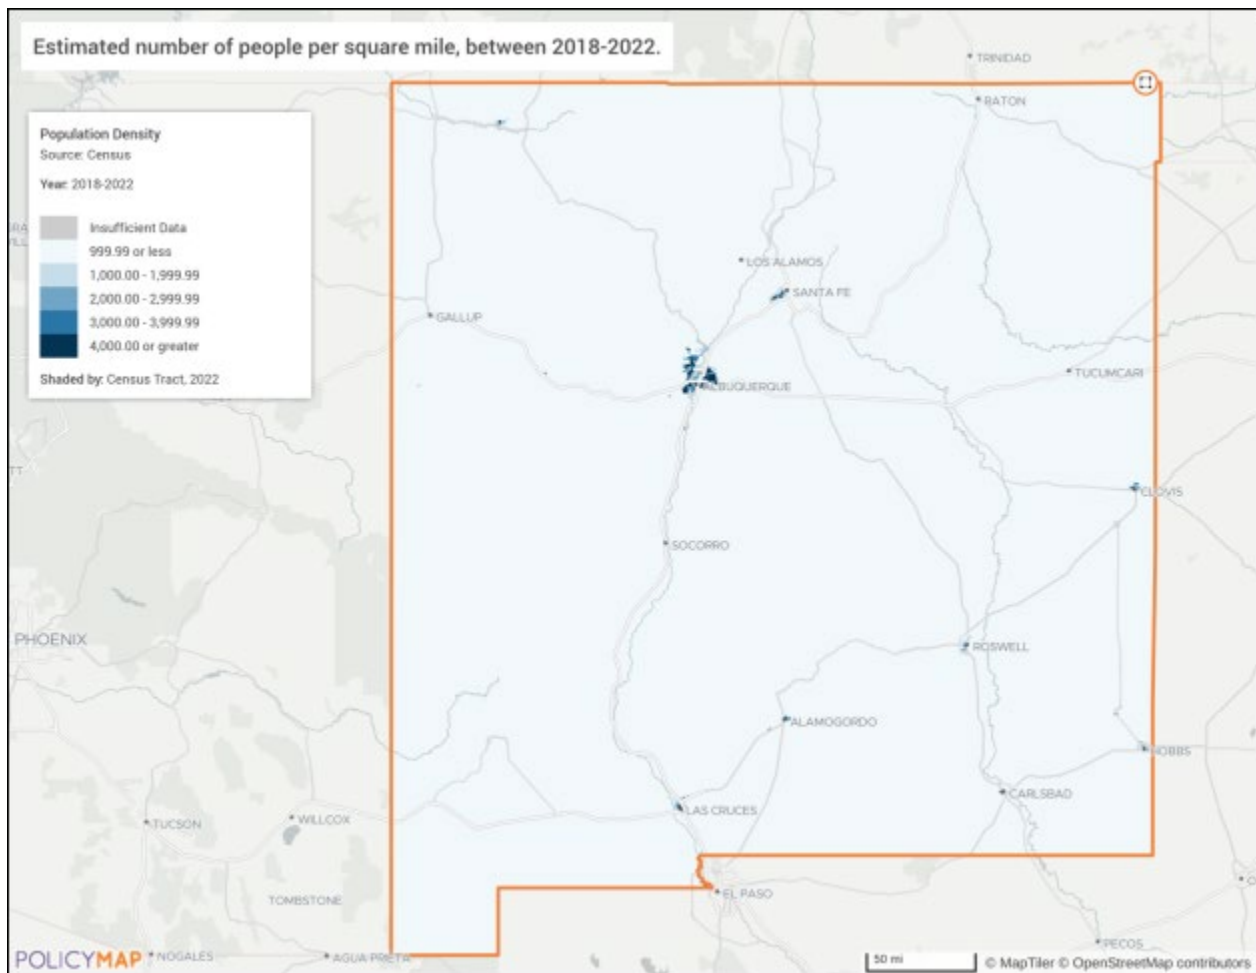 Estimated number of people per square mile, between 2018-2022.
Population Density
Source: Census
Year: 2018-2022
Insufficient Data
999.99 or less
1,000.00 - 1,999.99
2,000.00 - 2,999.99
3,000.00 - 3,999.99
4,000.00 or greater
Shaded by: Census Tract, 2022
TRINIDAD
RATON
LOS ALAMOS
SANTA FE
GALLUP
TUCUMCARI
ALBUQUERQUE
CLOVIS
SOCORRO
PHOENIX
ROSWELL
ALAMOGORDO
HOBBS
CARLSBAD
LAS CRUCES
TUCSON
WILLCOX
EL PASO
TOMBSTONE
PECOS
NOGALES
AGUA PRIETA
POLICYMAP
50 mi
© MapTiler © OpenStreetMap contributors